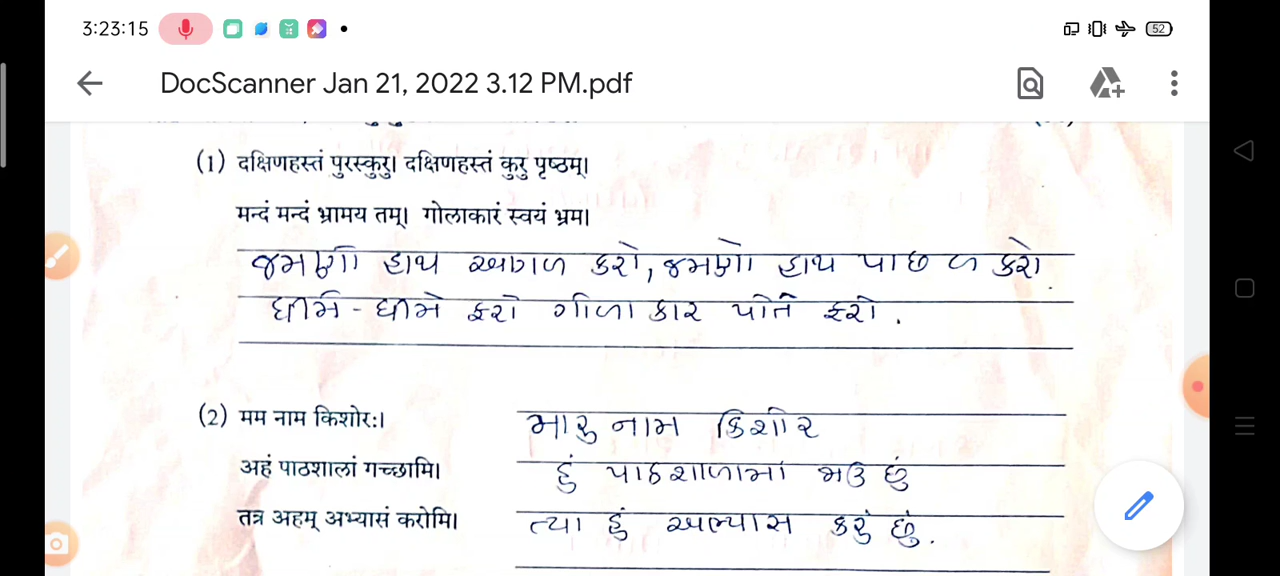 3:23:15
52
DocScanner Jan 21, 2022 3.12 PM.pdf
(1) दक्षिणहस्तं पुरस्कुरु। दक्षिणहस्तं कुरु पृष्ठम्।
मन्दं मन्दं भ्रामय तम्। गोलाकारं स्वयं भ्रम।
જમણો હાથ આગળ કરો, જમણો હાથ પાછળ કરો
ધીમે - ધીમે ફરો ગોળાકાર પોતે ફરો.
(2) मम नाम किशोरः। મારુ નામ કિશોર
अहं पाठशालां गच्छामि। હું પાઠશાળામાં જઉ છું
तत्र अहम् अभ्यासं करोमि। ત્યા હું અભ્યાસ કરું છું.